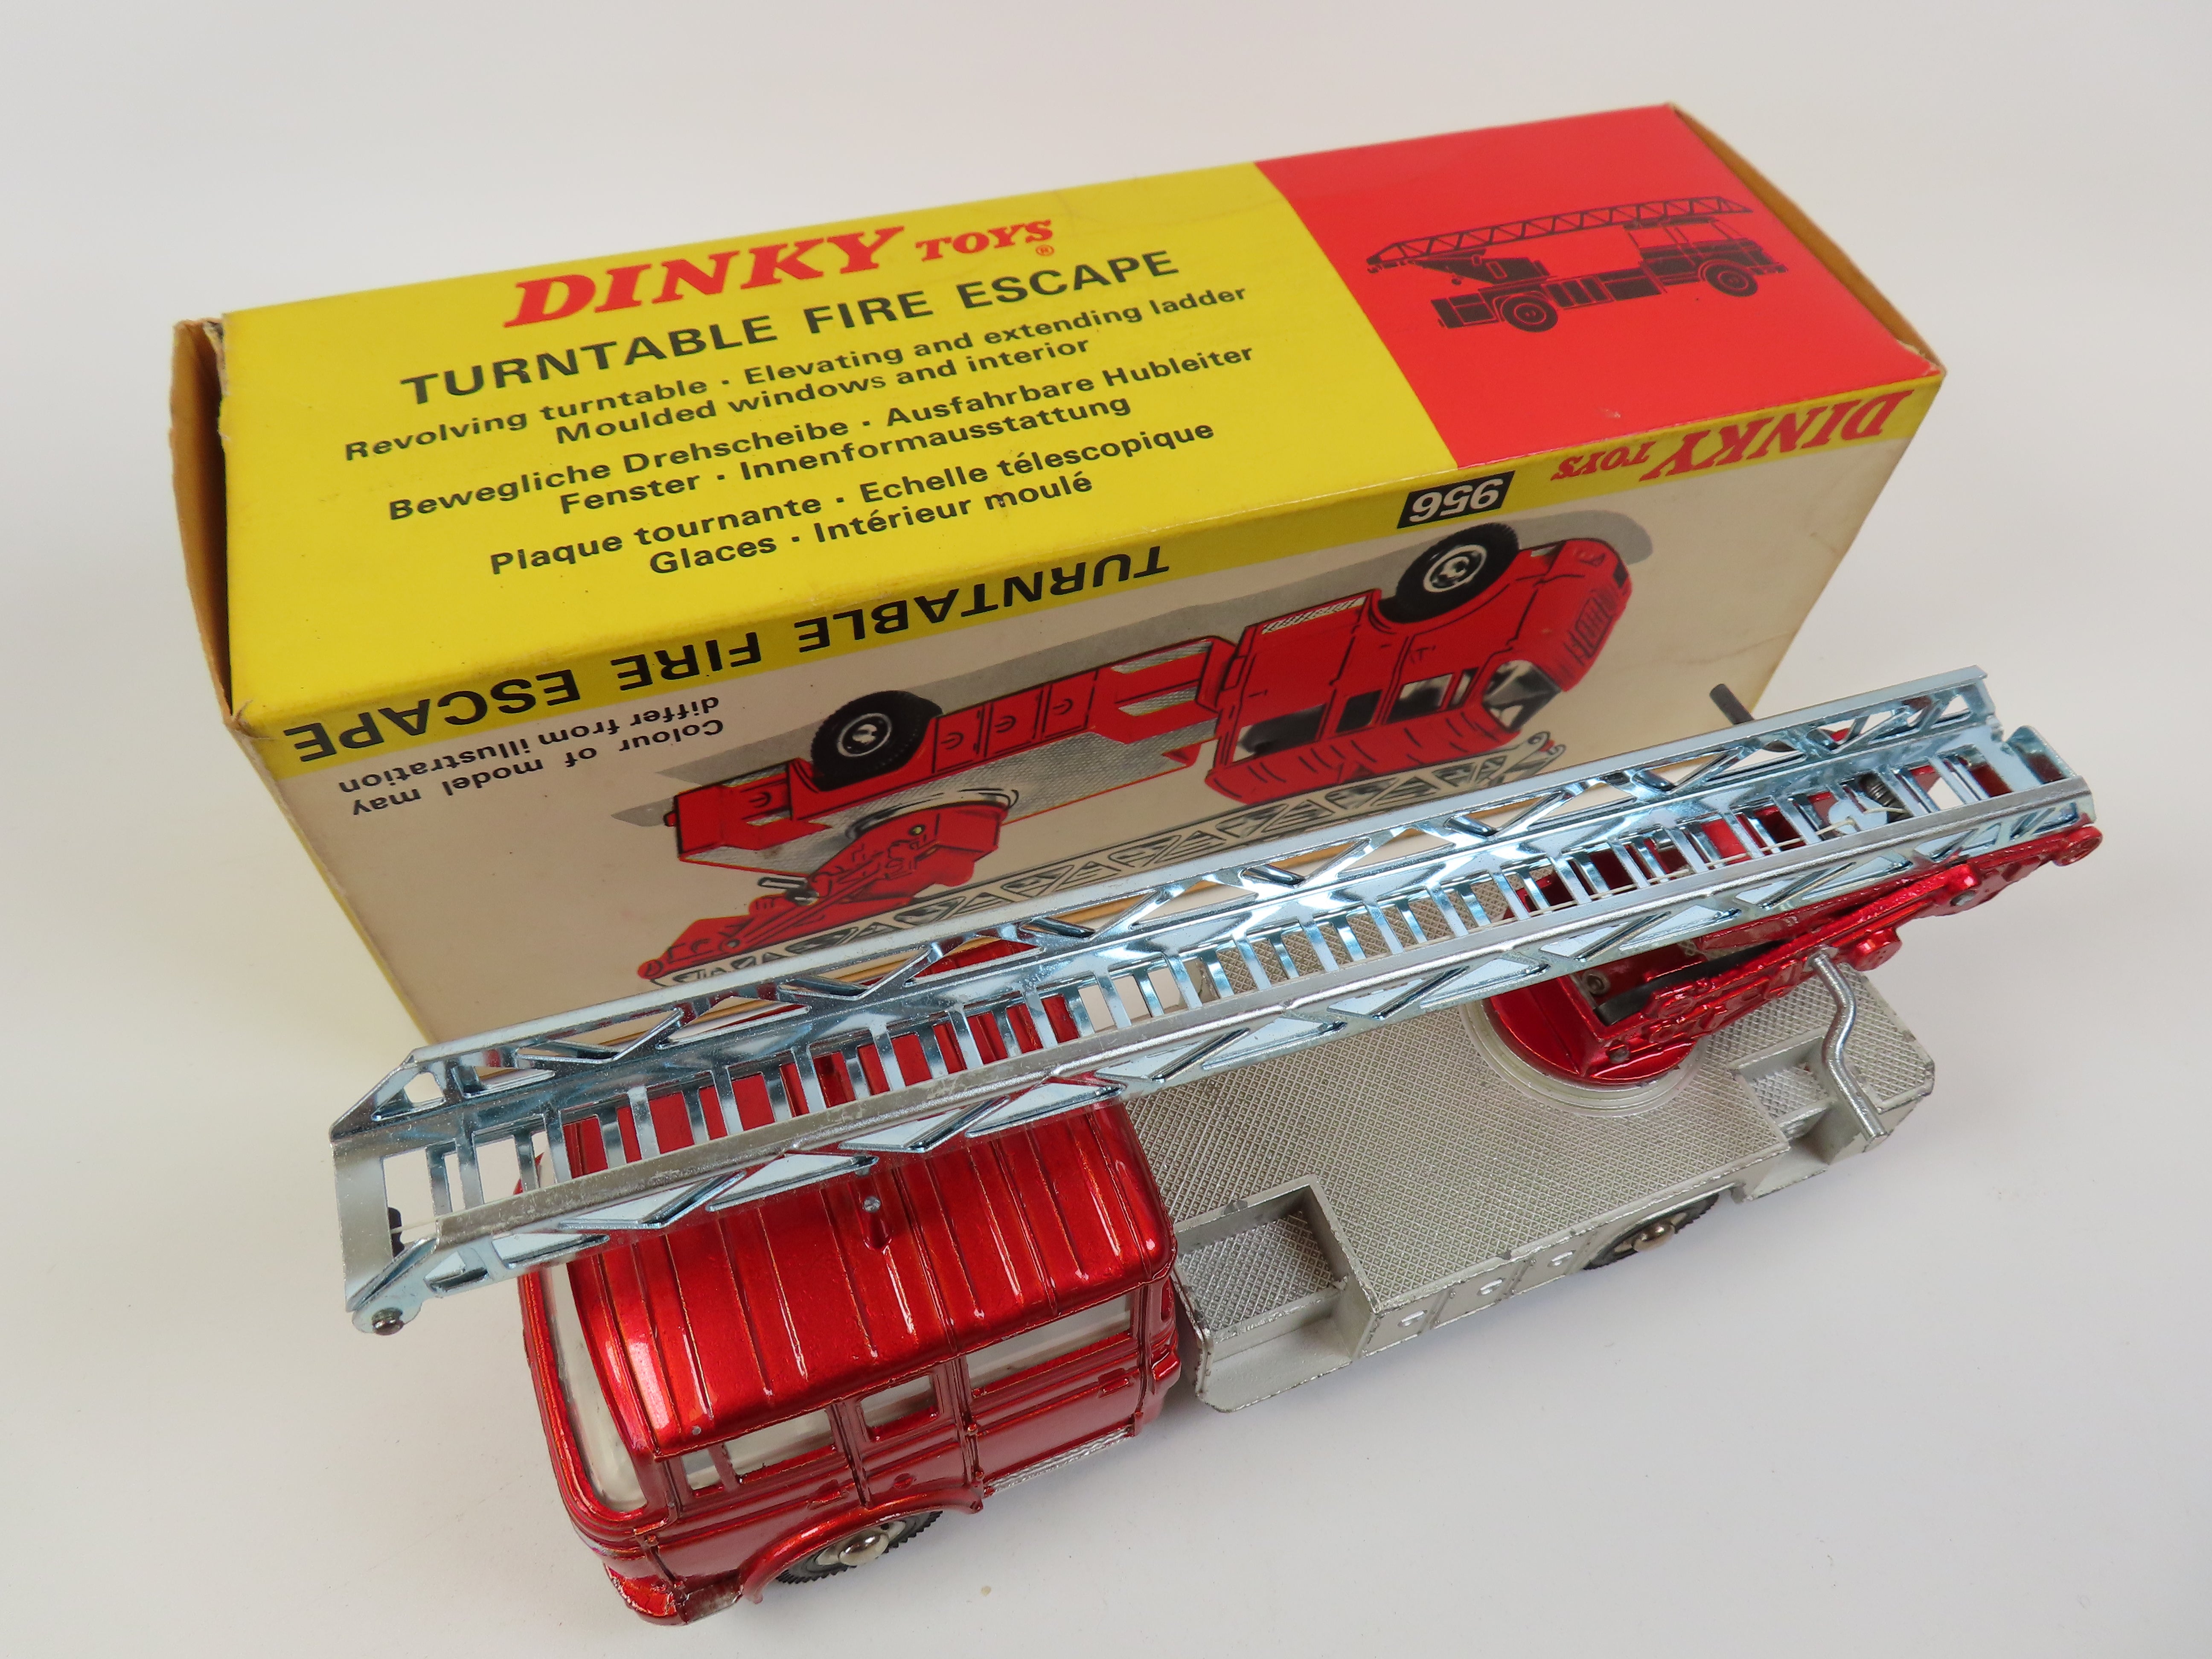 DINKY TOYS®
TURNTABLE FIRE ESCAPE
Revolving turntable · Elevating and extending ladder
Moulded windows and interior
Bewegliche Drehscheibe · Ausfahrbare Hubleiter
Fenster · Innenformausstattung
Plaque tournante · Echelle télescopique
Glaces · Intérieur moulé
DINKY TOYS
956
TURNTABLE FIRE ESCAPE
Colour of model may
differ from illustration